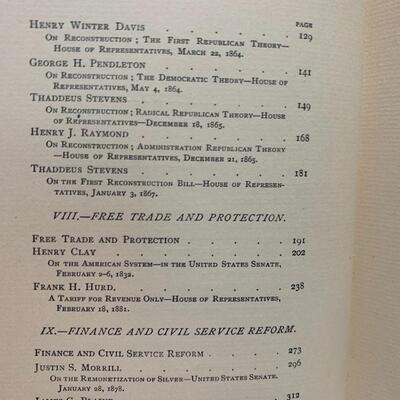 PAGE
HENRY WINTER DAVIS . . . . . 129
ON RECONSTRUCTION; THE FIRST REPUBLICAN THEORY—
HOUSE OF REPRESENTATIVES, MARCH 22, 1864.
GEORGE H. PENDLETON . . . . . 141
ON RECONSTRUCTION; THE DEMOCRATIC THEORY—HOUSE OF
REPRESENTATIVES, MAY 4, 1864.
THADDEUS STEVENS . . . . . 149
ON RECONSTRUCTION; RADICAL REPUBLICAN THEORY—HOUSE
OF REPRESENTATIVES—DECEMBER 18, 1865.
HENRY J. RAYMOND . . . . . 168
ON RECONSTRUCTION; ADMINISTRATION REPUBLICAN THEORY
—HOUSE OF REPRESENTATIVES, DECEMBER 21, 1865.
THADDEUS STEVENS . . . . . 181
ON THE FIRST RECONSTRUCTION BILL—HOUSE OF REPRESEN-
TATIVES, JANUARY 3, 1867.
VIII.—FREE TRADE AND PROTECTION.
FREE TRADE AND PROTECTION . . . . 191
HENRY CLAY . . . . . . 202
ON THE AMERICAN SYSTEM—IN THE UNITED STATES SENATE,
FEBRUARY 2-6, 1832.
FRANK H. HURD . . . . . 238
A TARIFF FOR REVENUE ONLY—HOUSE OF REPRESENTATIVES,
FEBRUARY 18, 1881.
IX.—FINANCE AND CIVIL SERVICE REFORM.
FINANCE AND CIVIL SERVICE REFORM . . . 273
JUSTIN S. MORRILL . . . . . 296
ON THE REMONETIZATION OF SILVER—UNITED STATES SENATE,
JANUARY 28, 1878.
JAMES G. BLAINE . . . . . 312